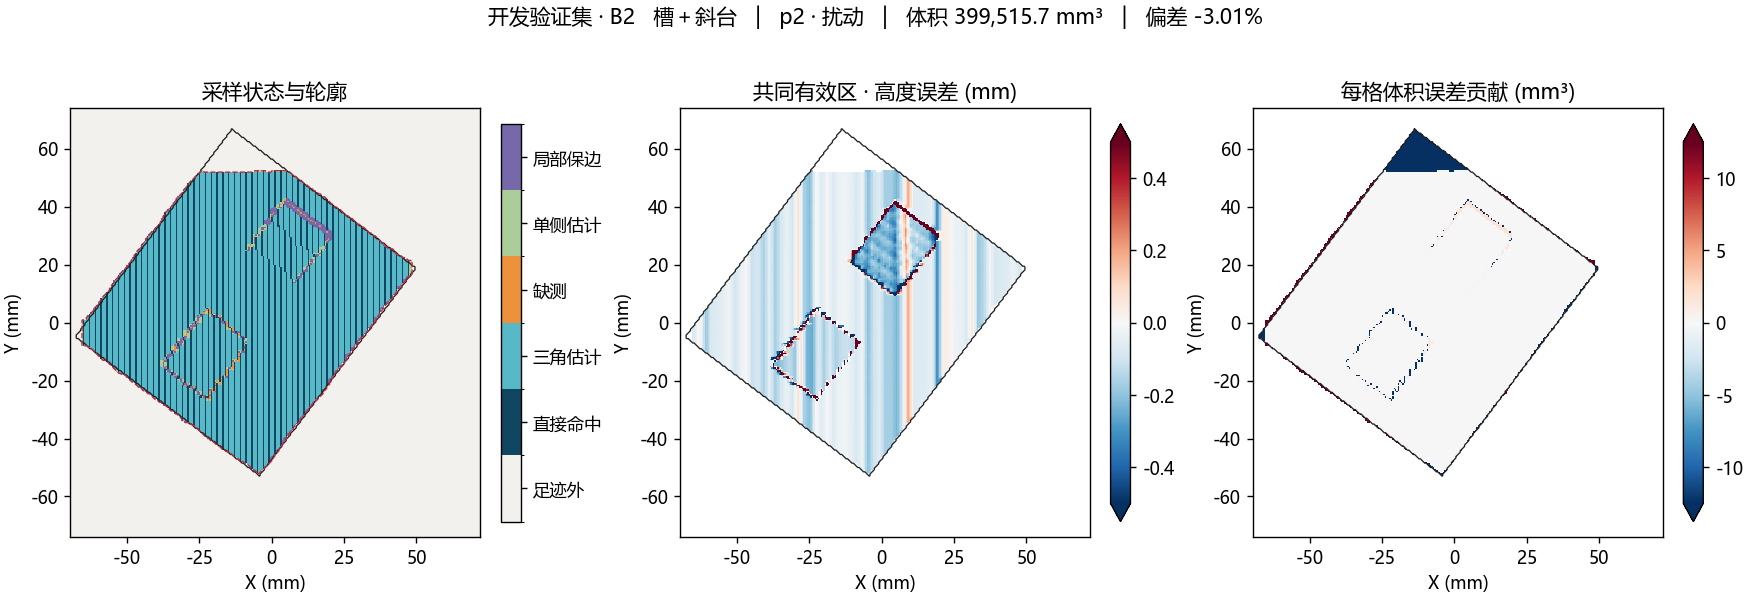 开发验证集 · B2 槽 + 斜台 | p2 · 扰动 | 体积 399,515.7 mm³ | 偏差 -3.01%
采样状态与轮廓
60
40
20
0
-20
-40
-60
-50
-25
0
25
50
X (mm)
Y (mm)
局部保边
单侧估计
缺测
三角估计
直接命中
足迹外
共同有效区 · 高度误差 (mm)
60
40
20
0
-20
-40
-60
-50
-25
0
25
50
X (mm)
Y (mm)
0.4
0.2
0.0
-0.2
-0.4
每格体积误差贡献 (mm³)
60
40
20
0
-20
-40
-60
-50
-25
0
25
50
X (mm)
Y (mm)
10
5
0
-5
-10